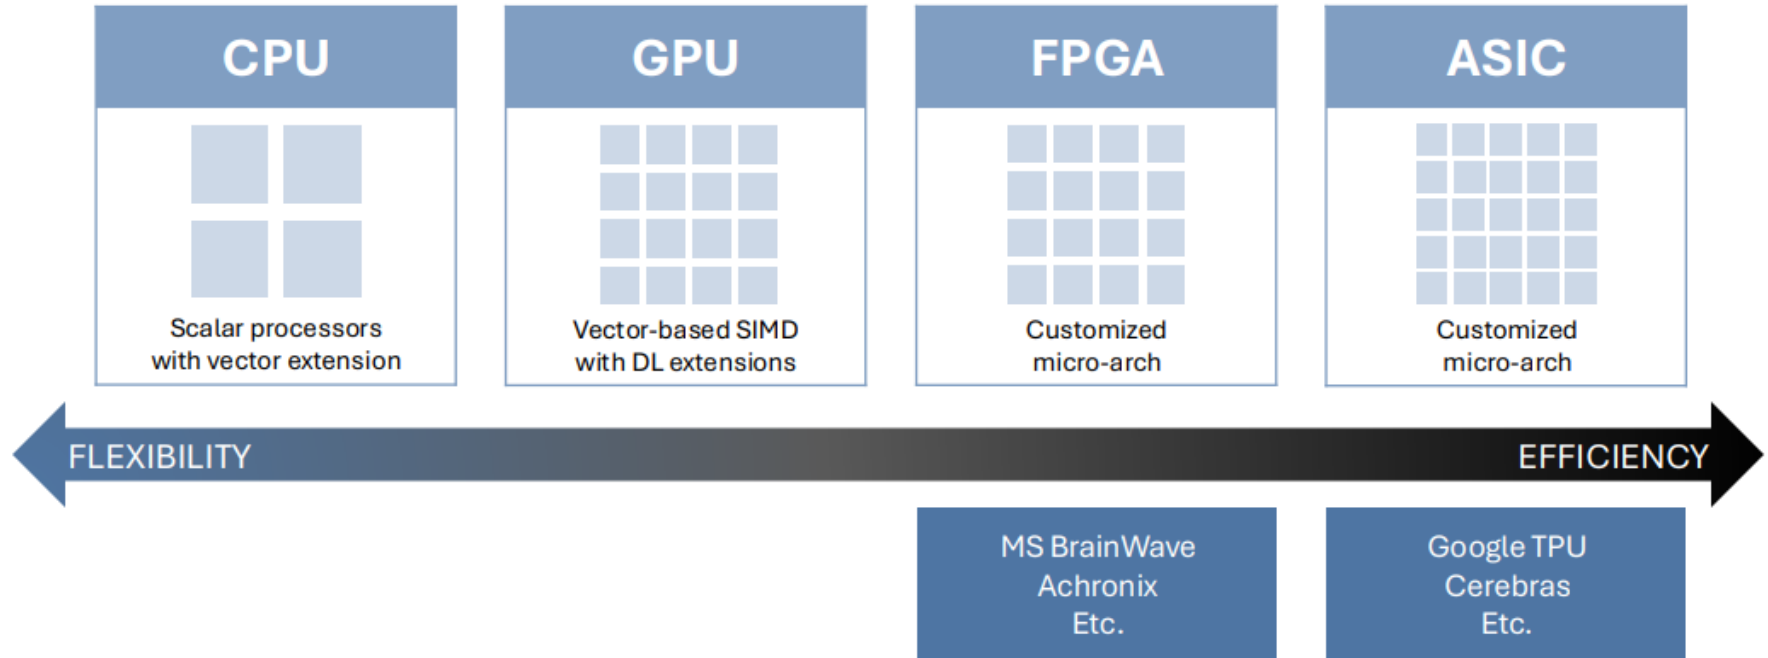 CPU
GPU
FPGA
ASIC
Scalar processors
with vector extension
Vector-based SIMD
with DL extensions
Customized
micro-arch
Customized
micro-arch
FLEXIBILITY
EFFICIENCY
MS BrainWave
Achronix
Etc.
Google TPU
Cerebras
Etc.